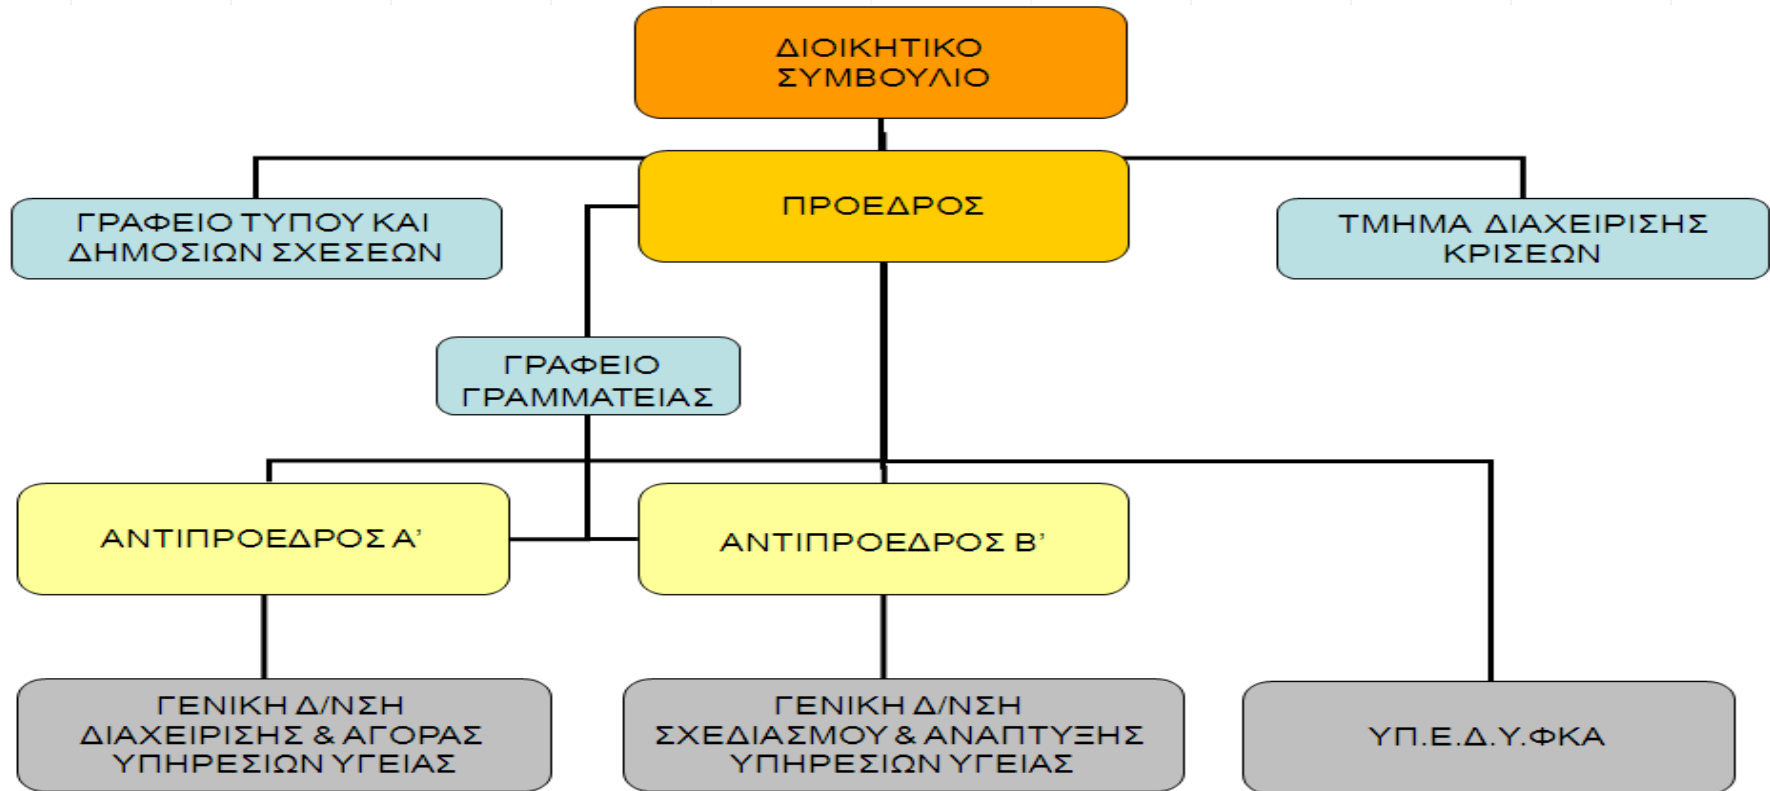 ΔΙΟΙΚΗΤΙΚΟ
ΣΥΜΒΟΥΛΙΟ
ΠΡΟΕΔΡΟΣ
ΓΡΑΦΕΙΟ ΤΥΠΟΥ ΚΑΙ
ΔΗΜΟΣΙΩΝ ΣΧΕΣΕΩΝ
ΤΜΗΜΑ ΔΙΑΧΕΙΡΙΣΗΣ
ΚΡΙΣΕΩΝ
ΓΡΑΦΕΙΟ
ΓΡΑΜΜΑΤΕΙΑΣ
ΑΝΤΙΠΡΟΕΔΡΟΣ Α’
ΑΝΤΙΠΡΟΕΔΡΟΣ Β’
ΓΕΝΙΚΗ Δ/ΝΣΗ
ΔΙΑΧΕΙΡΙΣΗΣ & ΑΓΟΡΑΣ
ΥΠΗΡΕΣΙΩΝ ΥΓΕΙΑΣ
ΓΕΝΙΚΗ Δ/ΝΣΗ
ΣΧΕΔΙΑΣΜΟΥ & ΑΝΑΠΤΥΞΗΣ
ΥΠΗΡΕΣΙΩΝ ΥΓΕΙΑΣ
ΥΠ.Ε.Δ.Υ.ΦΚΑ